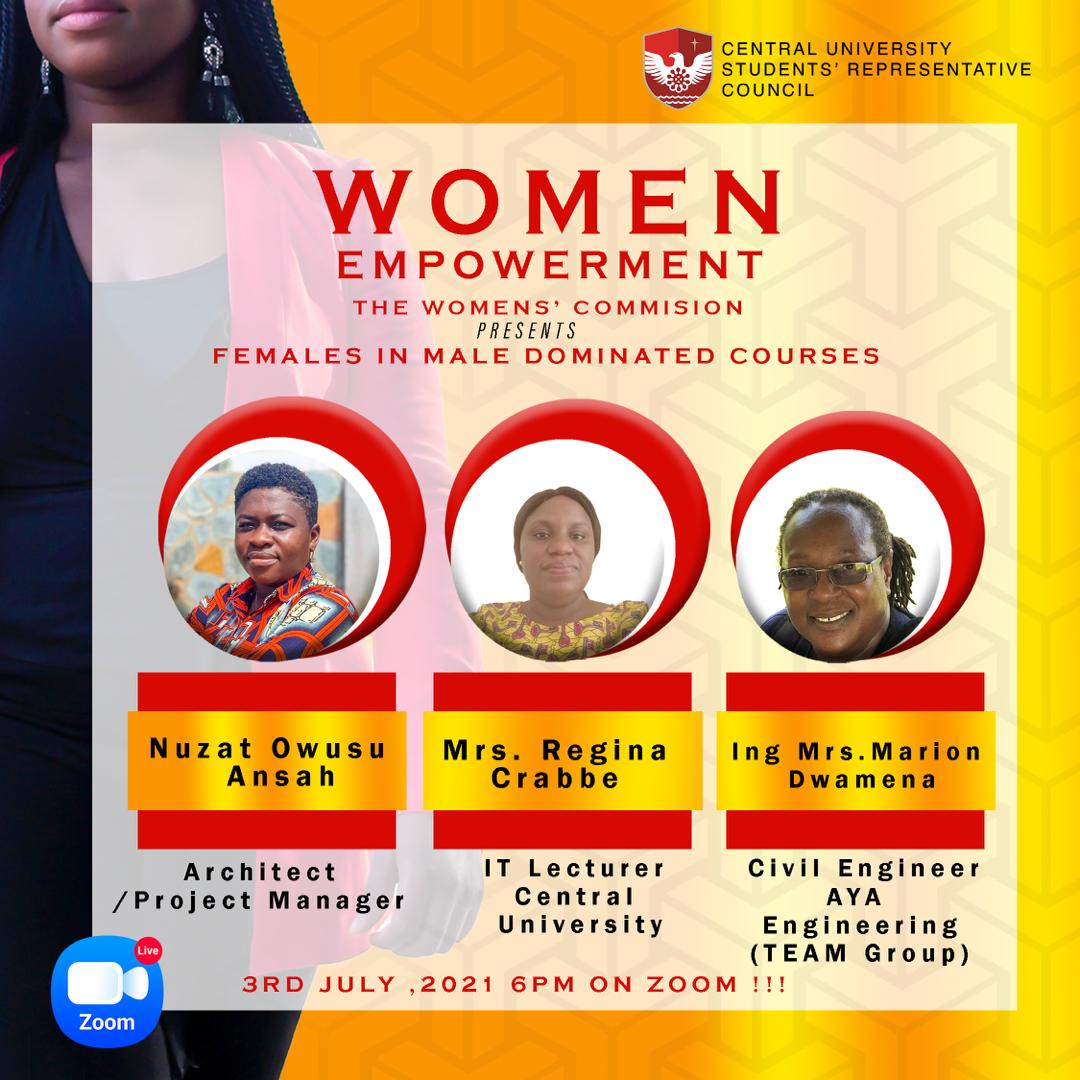 CENTRAL UNIVERSITY
STUDENTS' REPRESENTATIVE
COUNCIL
WOMEN
EMPOWERMENT
THE WOMENS' COMMISION
PRESENTS
FEMALES IN MALE DOMINATED COURSES
Nuzat Owusu
Ansah
Architect
/Project Manager
Mrs. Regina
Crabbe
IT Lecturer
Central
University
Ing Mrs.Marion
Dwamena
Civil Engineer
AYA
Engineering
(TEAM Group)
Live
Zoom
3RD JULY ,2021 6PM ON ZOOM !!!